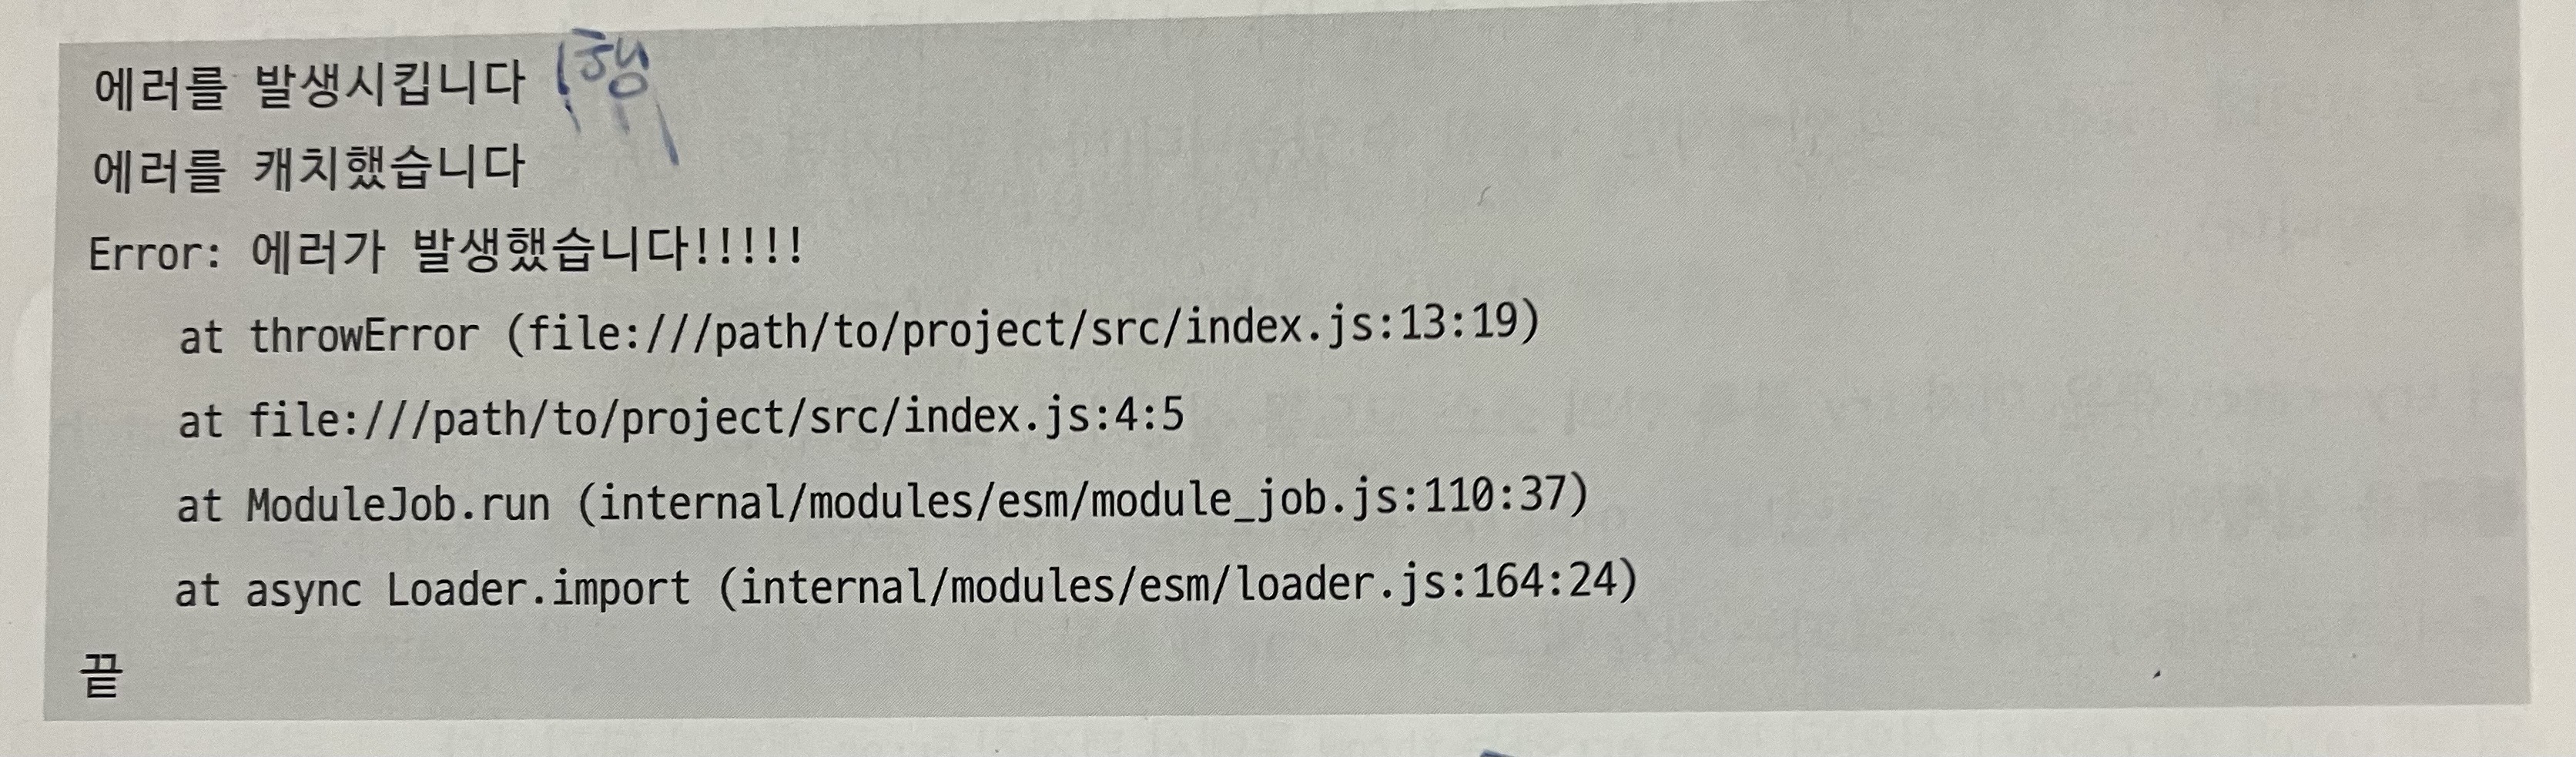 에러를 발생시킵니다 1행
에러를 캐치했습니다
Error: 에러가 발생했습니다!!!!!
at throwError (file:///path/to/project/src/index.js:13:19)
at file:///path/to/project/src/index.js:4:5
at ModuleJob.run (internal/modules/esm/module_job.js:110:37)
at async Loader.import (internal/modules/esm/loader.js:164:24)
끝